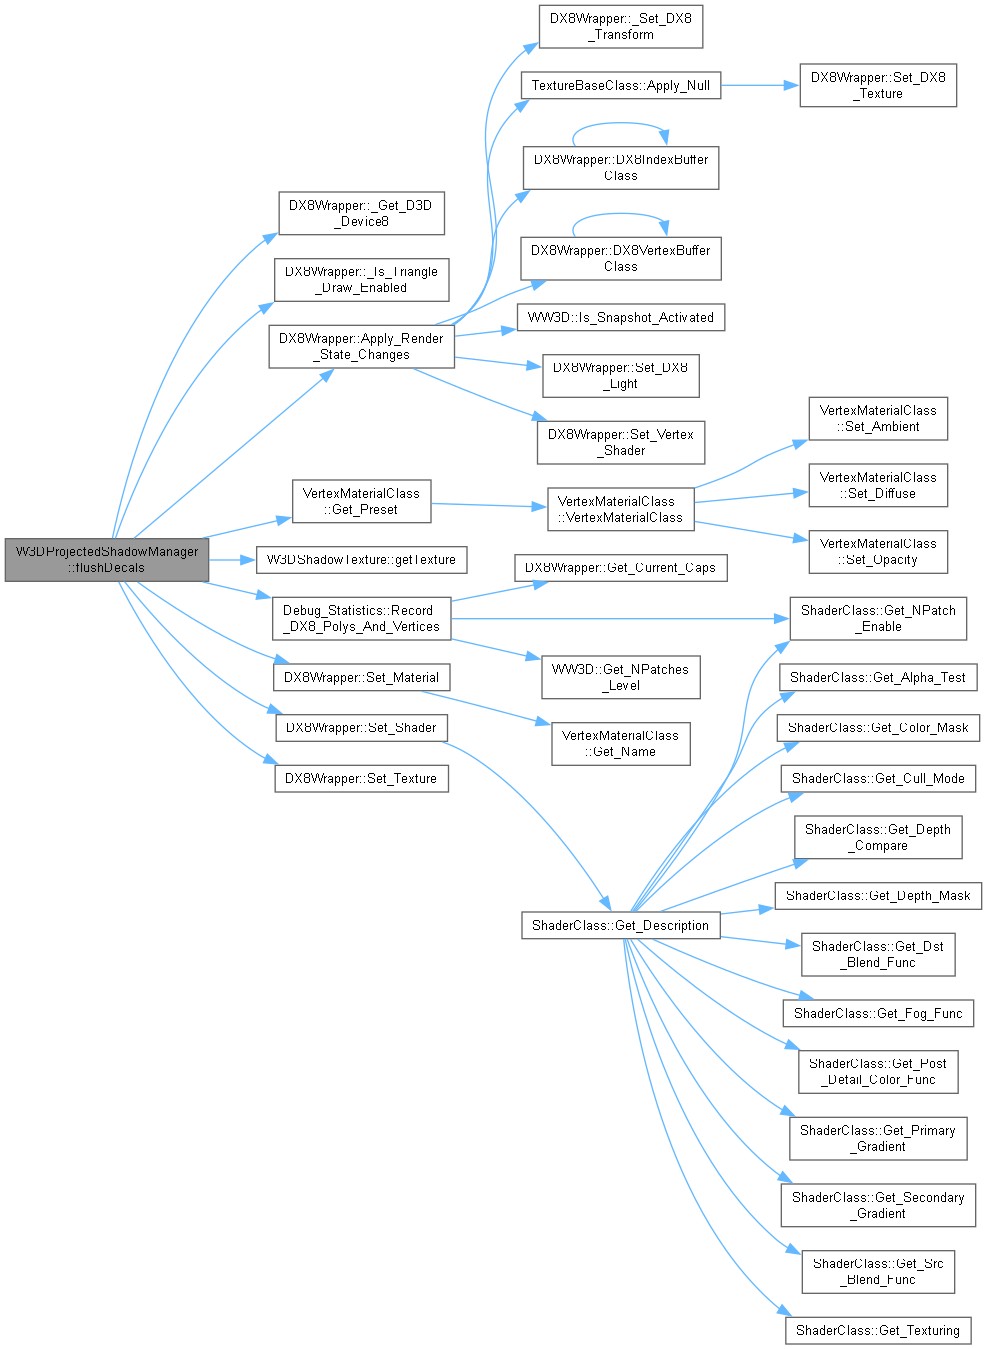 DX8Wrapper::_Set_DX8
_Transform
TextureBaseClass::Apply_Null
DX8Wrapper::Set_DX8
_Texture
DX8Wrapper::DX8IndexBuffer
Class
DX8Wrapper::_Get_D3D
_Device8
DX8Wrapper::DX8VertexBuffer
Class
DX8Wrapper::_Is_Triangle
_Draw_Enabled
WW3D::Is_Snapshot_Activated
DX8Wrapper::Apply_Render
_State_Changes
DX8Wrapper::Set_DX8
_Light
DX8Wrapper::Set_Vertex
_Shader
VertexMaterialClass
::Set_Ambient
VertexMaterialClass
::Get_Preset
VertexMaterialClass
::VertexMaterialClass
VertexMaterialClass
::Set_Diffuse
VertexMaterialClass
::Set_Opacity
W3DProjectedShadowManager
::flushDecals
W3DShadowTexture::getTexture
DX8Wrapper::Get_Current_Caps
Debug_Statistics::Record
_DX8_Polys_And_Vertices
ShaderClass::Get_NPatch
_Enable
WW3D::Get_NPatches
_Level
DX8Wrapper::Set_Material
ShaderClass::Get_Alpha_Test
DX8Wrapper::Set_Shader
VertexMaterialClass
::Get_Name
ShaderClass::Get_Color_Mask
DX8Wrapper::Set_Texture
ShaderClass::Get_Cull_Mode
ShaderClass::Get_Depth
_Compare
ShaderClass::Get_Depth_Mask
ShaderClass::Get_Description
ShaderClass::Get_Dst
_Blend_Func
ShaderClass::Get_Fog_Func
ShaderClass::Get_Post
_Detail_Color_Func
ShaderClass::Get_Primary
_Gradient
ShaderClass::Get_Secondary
_Gradient
ShaderClass::Get_Src
_Blend_Func
ShaderClass::Get_Texturing